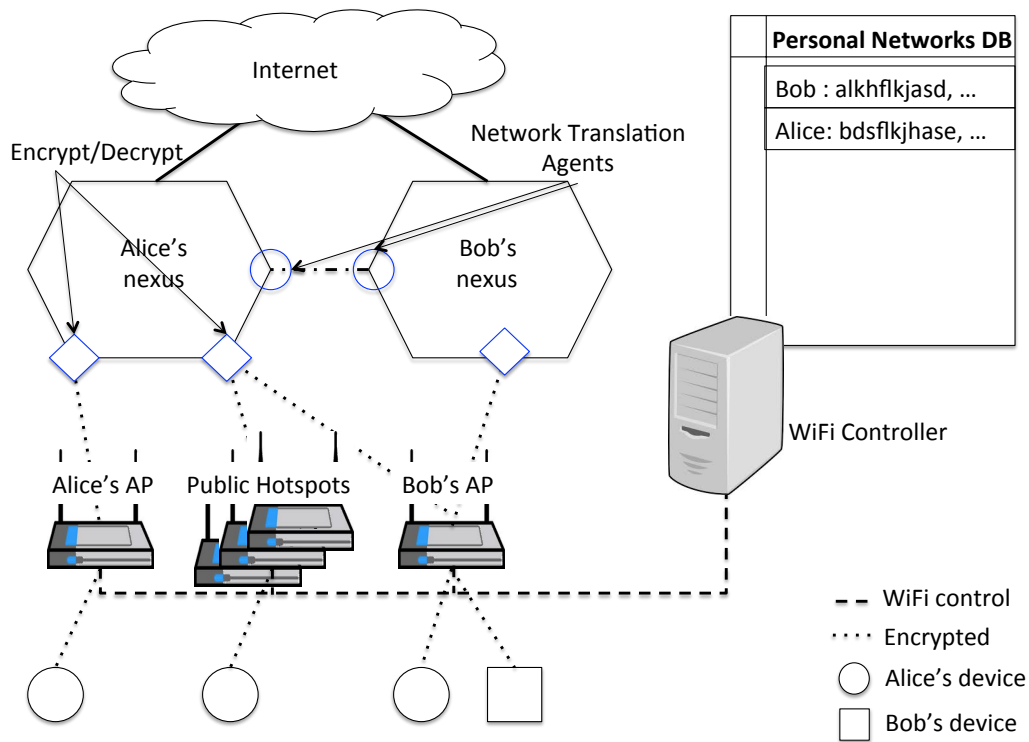 Internet
Personal Networks DB
Bob : alkhflkjasd, ...
Alice: bdsflkjhase, ...
Encrypt/Decrypt
Network Translation
Agents
Alice's
nexus
Bob's
nexus
WiFi Controller
Alice's AP
Public Hotspots
Bob's AP
WiFi control
Encrypted
Alice's device
Bob's device